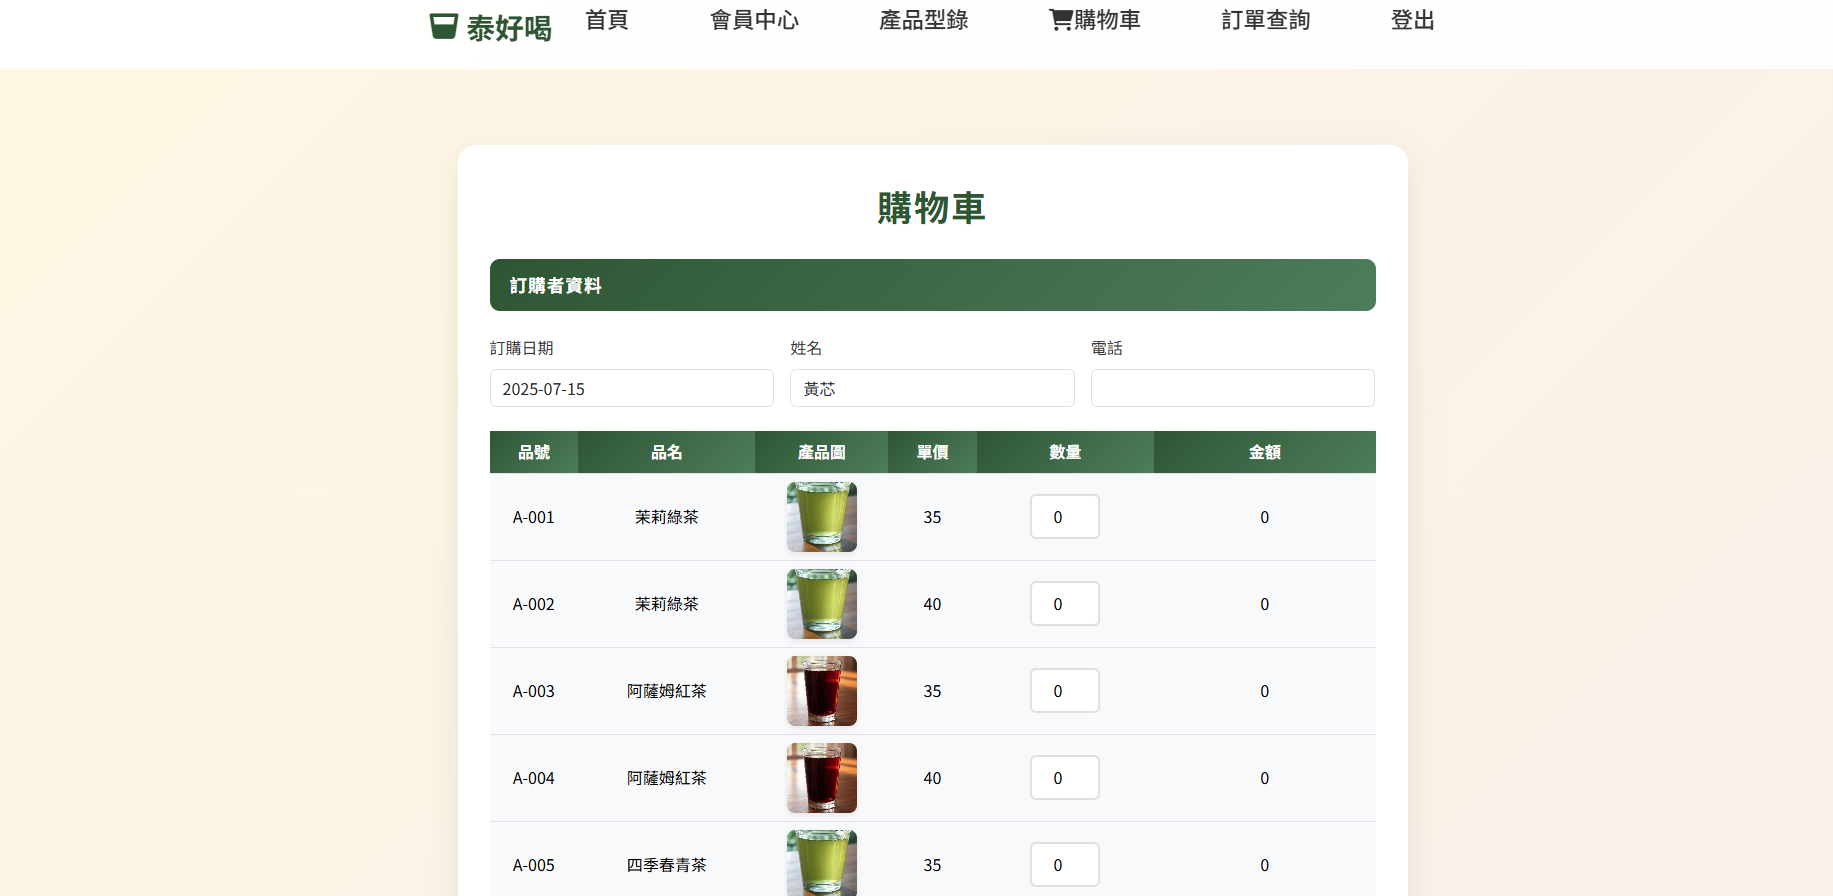 泰好喝 首頁 會員中心 產品型錄 購物車 訂單查詢 登出
購物車
訂購者資料
訂購日期 姓名 電話
2025-07-15 黃芯
品號 品名 產品圖 單價 數量 金額
A-001 茉莉綠茶 35 0 0
A-002 茉莉綠茶 40 0 0
A-003 阿薩姆紅茶 35 0 0
A-004 阿薩姆紅茶 40 0 0
A-005 四季春青茶 35 0 0